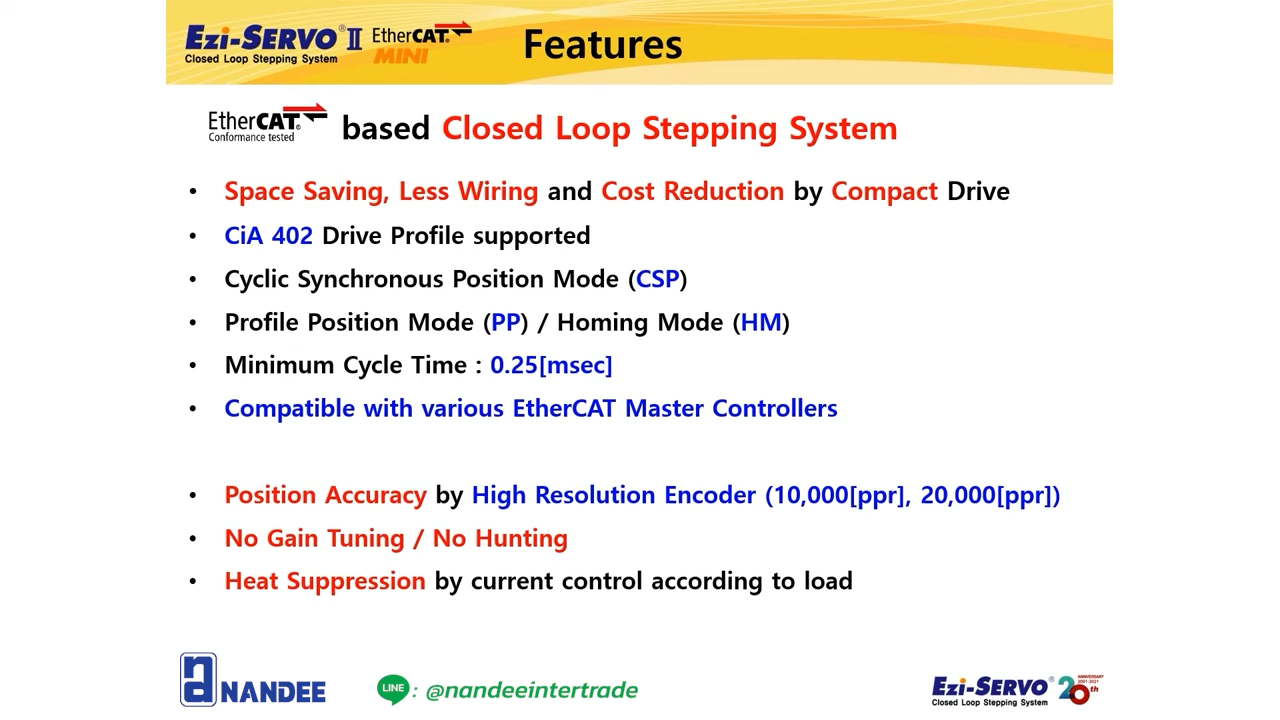 Ezi-SERVO® II EtherCAT® MINI
Closed Loop Stepping System
Features
EtherCAT® Conformance tested based Closed Loop Stepping System
• Space Saving, Less Wiring and Cost Reduction by Compact Drive
• CiA 402 Drive Profile supported
• Cyclic Synchronous Position Mode (CSP)
• Profile Position Mode (PP) / Homing Mode (HM)
• Minimum Cycle Time : 0.25[msec]
• Compatible with various EtherCAT Master Controllers
• Position Accuracy by High Resolution Encoder (10,000[ppr], 20,000[ppr])
• No Gain Tuning / No Hunting
• Heat Suppression by current control according to load
NANDEE
LINE : @nandeeintertrade
Ezi-SERVO®
Closed Loop Stepping System
ANNIVERSARY
2001-2021
20th